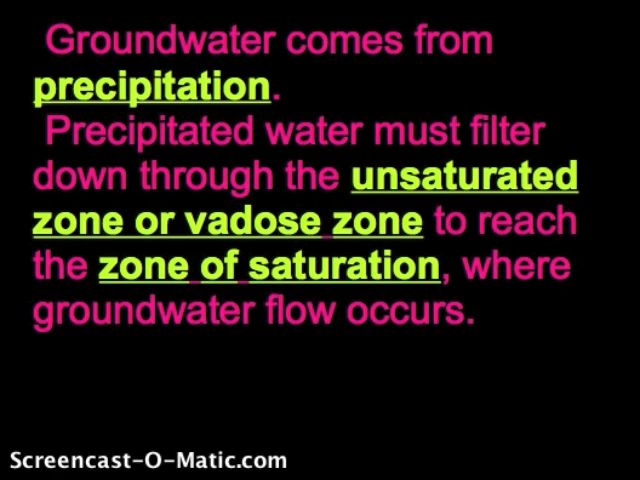 Groundwater comes from
precipitation.
Precipitated water must filter
down through the unsaturated
zone or vadose zone to reach
the zone of saturation, where
groundwater flow occurs.
Screencast-O-Matic.com